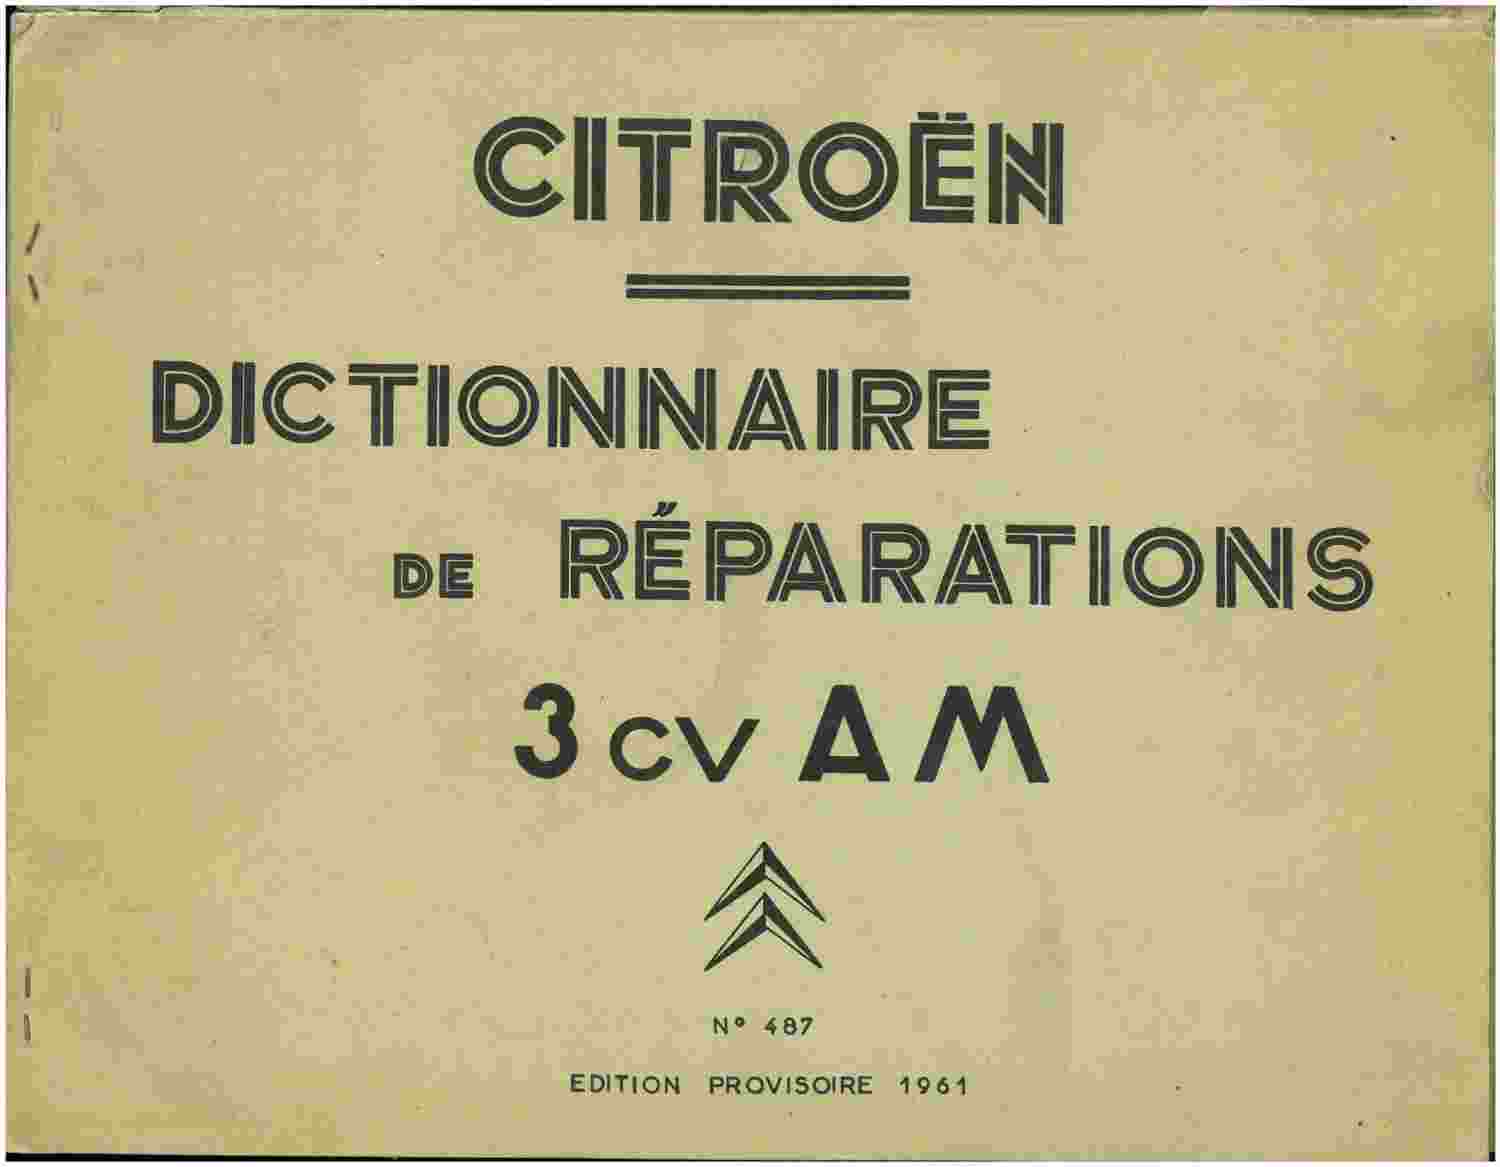 CITROËN
DICTIONNAIRE
DE RÉPARATIONS
3 CV AM
N° 487
EDITION PROVISOIRE 1961